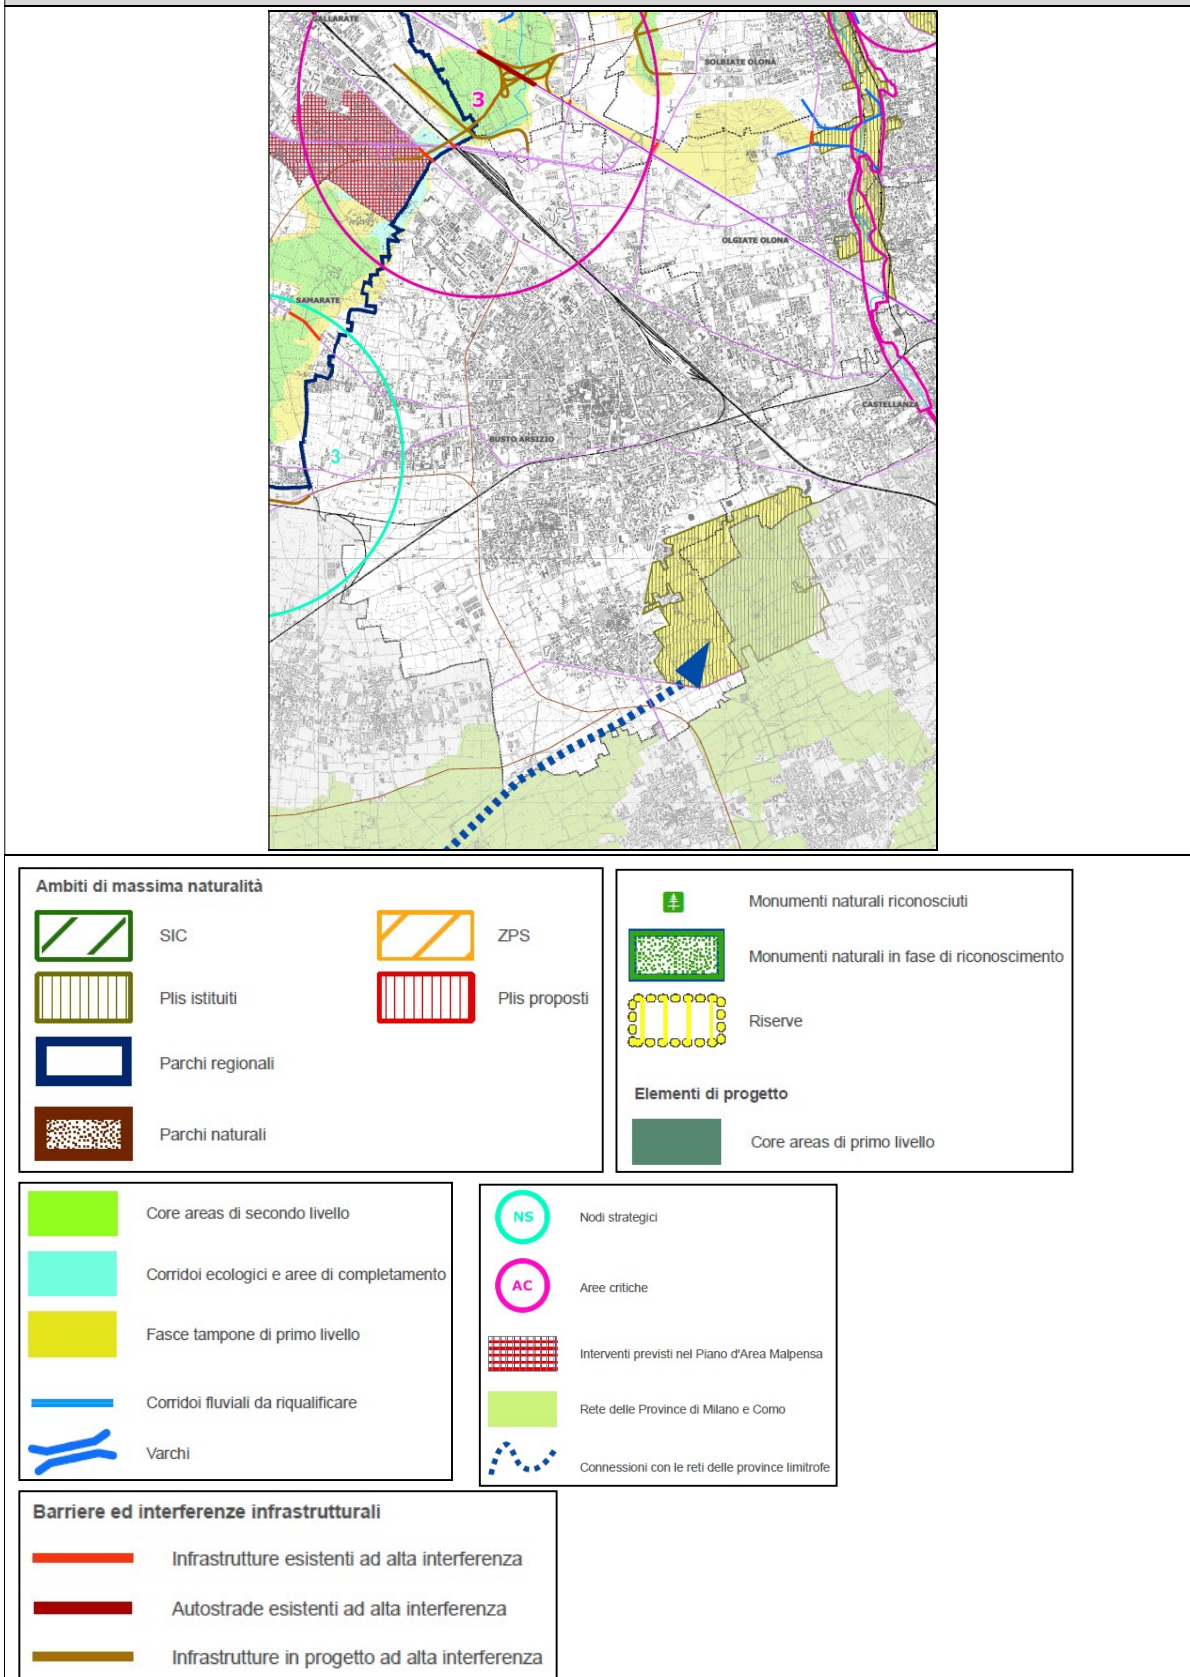 GALLARATE
SOLBIATE OLONA
3
OLGIATE OLONA
SAMARATE
CASTELLANZA
BUSTO ARSIZIO
3
Ambiti di massima naturalità
SIC
ZPS
Plis istituiti
Plis proposti
Parchi regionali
Parchi naturali
Monumenti naturali riconosciuti
Monumenti naturali in fase di riconoscimento
Riserve
Elementi di progetto
Core areas di primo livello
Core areas di secondo livello
Corridoi ecologici e aree di completamento
Fasce tampone di primo livello
Corridoi fluviali da riqualificare
Varchi
NS
Nodi strategici
AC
Aree critiche
Interventi previsti nel Piano d'Area Malpensa
Rete delle Province di Milano e Como
Connessioni con le reti delle province limitrofe
Barriere ed interferenze infrastrutturali
Infrastrutture esistenti ad alta interferenza
Autostrade esistenti ad alta interferenza
Infrastrutture in progetto ad alta interferenza